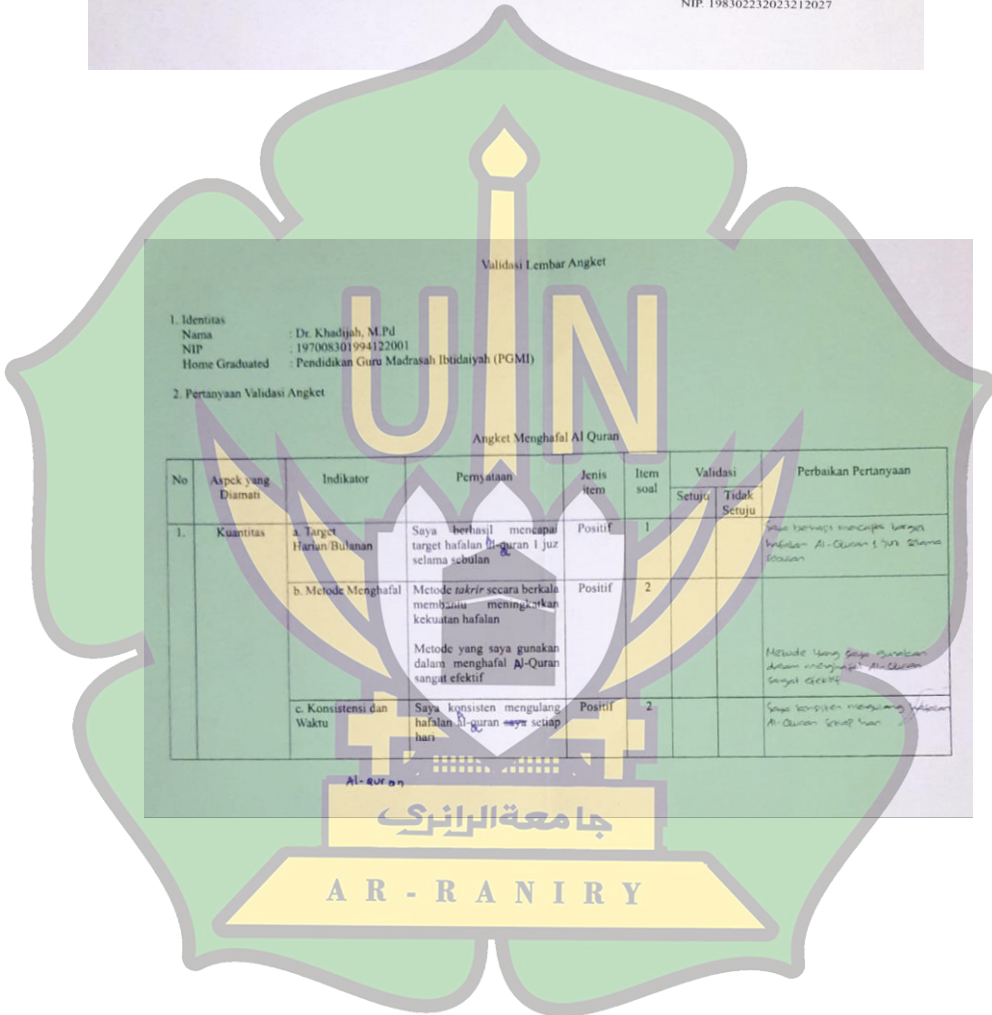 NIP. 198302232023212027
Validasi Lembar Angket
1. Identitas
Nama : Dr. Khadijah, M.Pd
NIP : 197008301994122001
Home Graduated : Pendidikan Guru Madrasah Ibtidaiyah (PGMI)
2. Pertanyaan Validasi Angket
UIN
Angket Menghafal Al Quran
No Aspek yang Diamati Indikator Pernyataan Jenis item Item soal Validasi Perbaikan Pertanyaan
Setuju Tidak Setuju
1. Kuantitas a. Target Positif 1
Harian/Bulanan
Saya berhasil mencapai
target hafalan al-quran 1 juz
selama sebulan
Saya berhasil mencapai target
hafalan Al-Quran 1 juz selama
sebulan
b. Metode Menghafal Positif 2
Metode takrir secara berkala
membantu meningkatkan
kekuatan hafalan
Metode yang saya gunakan
dalam menghafal Al-Quran
sangat efektif
Metode yang saya gunakan
dalam menghafal Al-Quran
sangat efektif
c. Konsistensi dan Positif 2
Waktu
Saya konsisten mengulang
hafalan al-quran saya setiap
hari
Saya konsisten mengulang hafalan
Al-Quran setiap hari
Al-quran
جامعة الرانري
AR-RANIRY